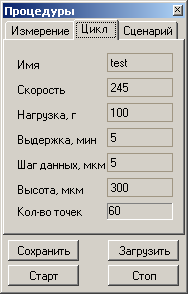 Процедуры
Измерение Цикл Сценарий
Имя test
Скорость 245
Нагрузка, г 100
Выдержка, мин 5
Шаг данных, мкм 5
Высота, мкм 300
Кол-во точек 60
Сохранить Загрузить
Старт Стоп